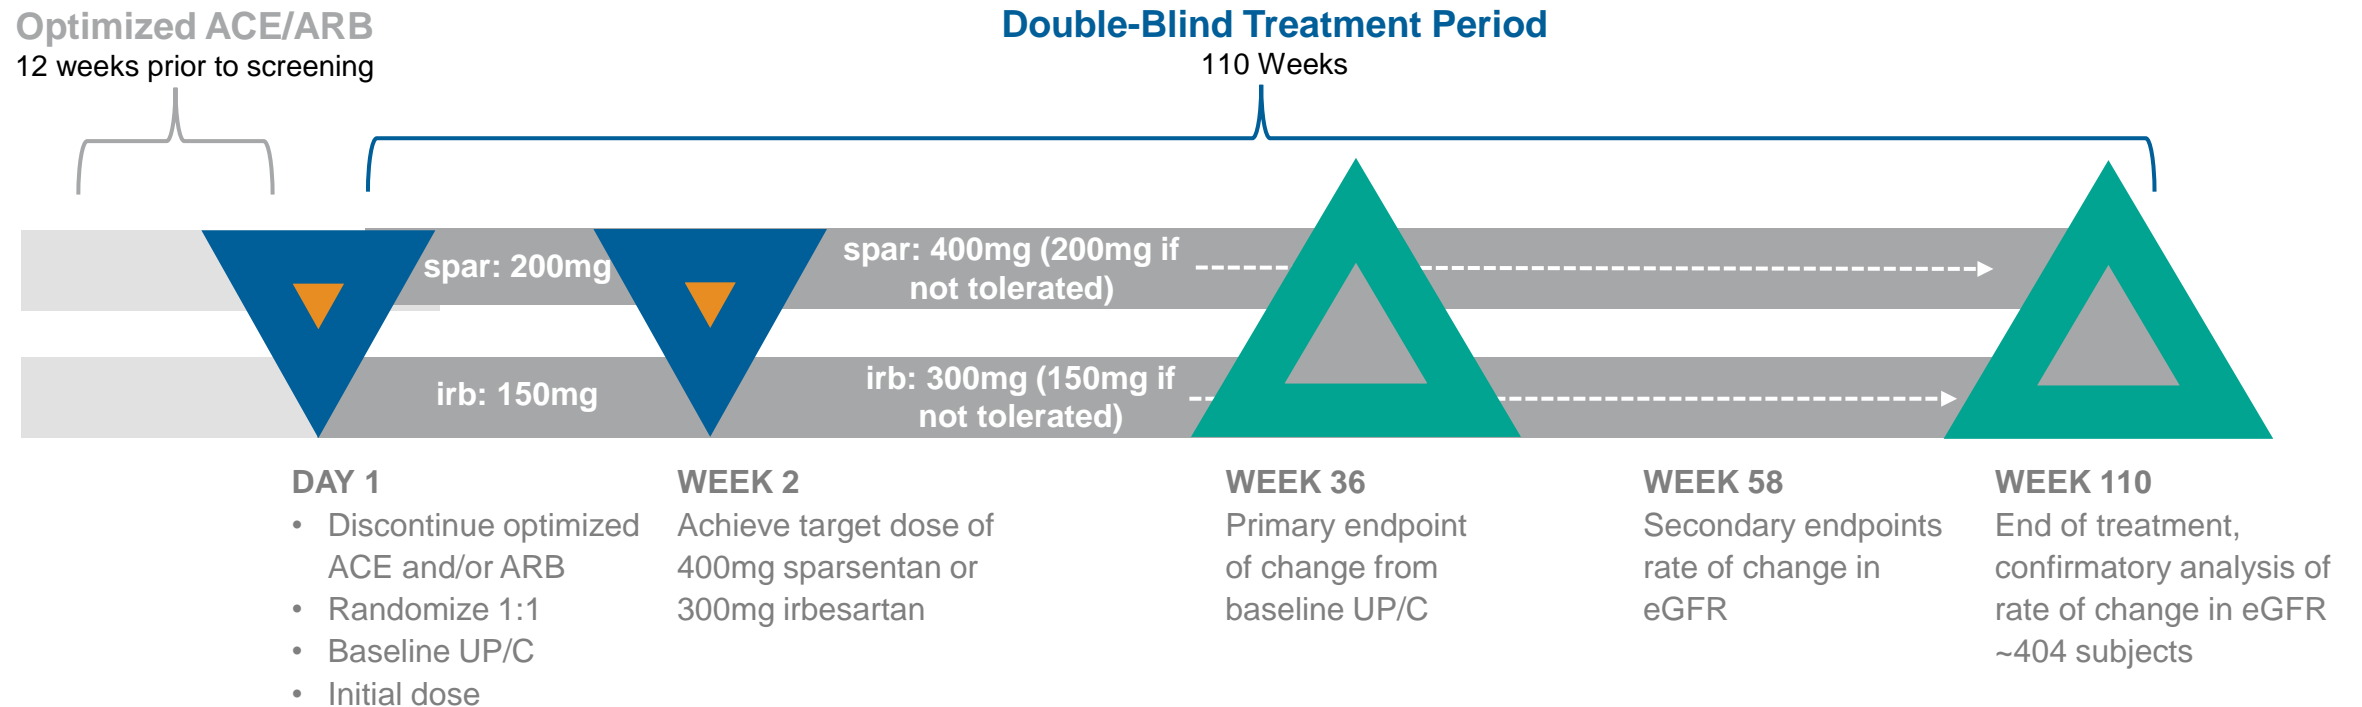 Optimized ACE/ARB
12 weeks prior to screening
Double-Blind Treatment Period
110 Weeks
spar: 200mg
spar: 400mg (200mg if
not tolerated)
irb: 150mg
irb: 300mg (150mg if
not tolerated)
DAY 1
• Discontinue optimized
ACE and/or ARB
• Randomize 1:1
• Baseline UP/C
• Initial dose
WEEK 2
Achieve target dose of
400mg sparsentan or
300mg irbesartan
WEEK 36
Primary endpoint
of change from
baseline UP/C
WEEK 58
Secondary endpoints
rate of change in
eGFR
WEEK 110
End of treatment,
confirmatory analysis of
rate of change in eGFR
~404 subjects